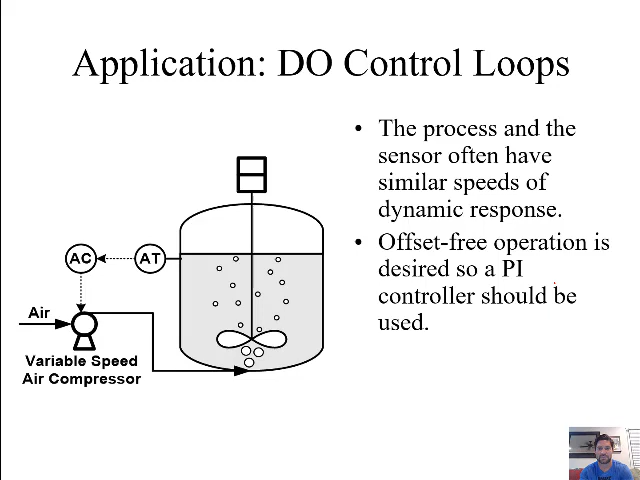 Application: DO Control Loops
• The process and the
sensor often have
similar speeds of
dynamic response.
• Offset-free operation is
desired so a PI
controller should be
used.
AC
AT
Air
Variable Speed
Air Compressor